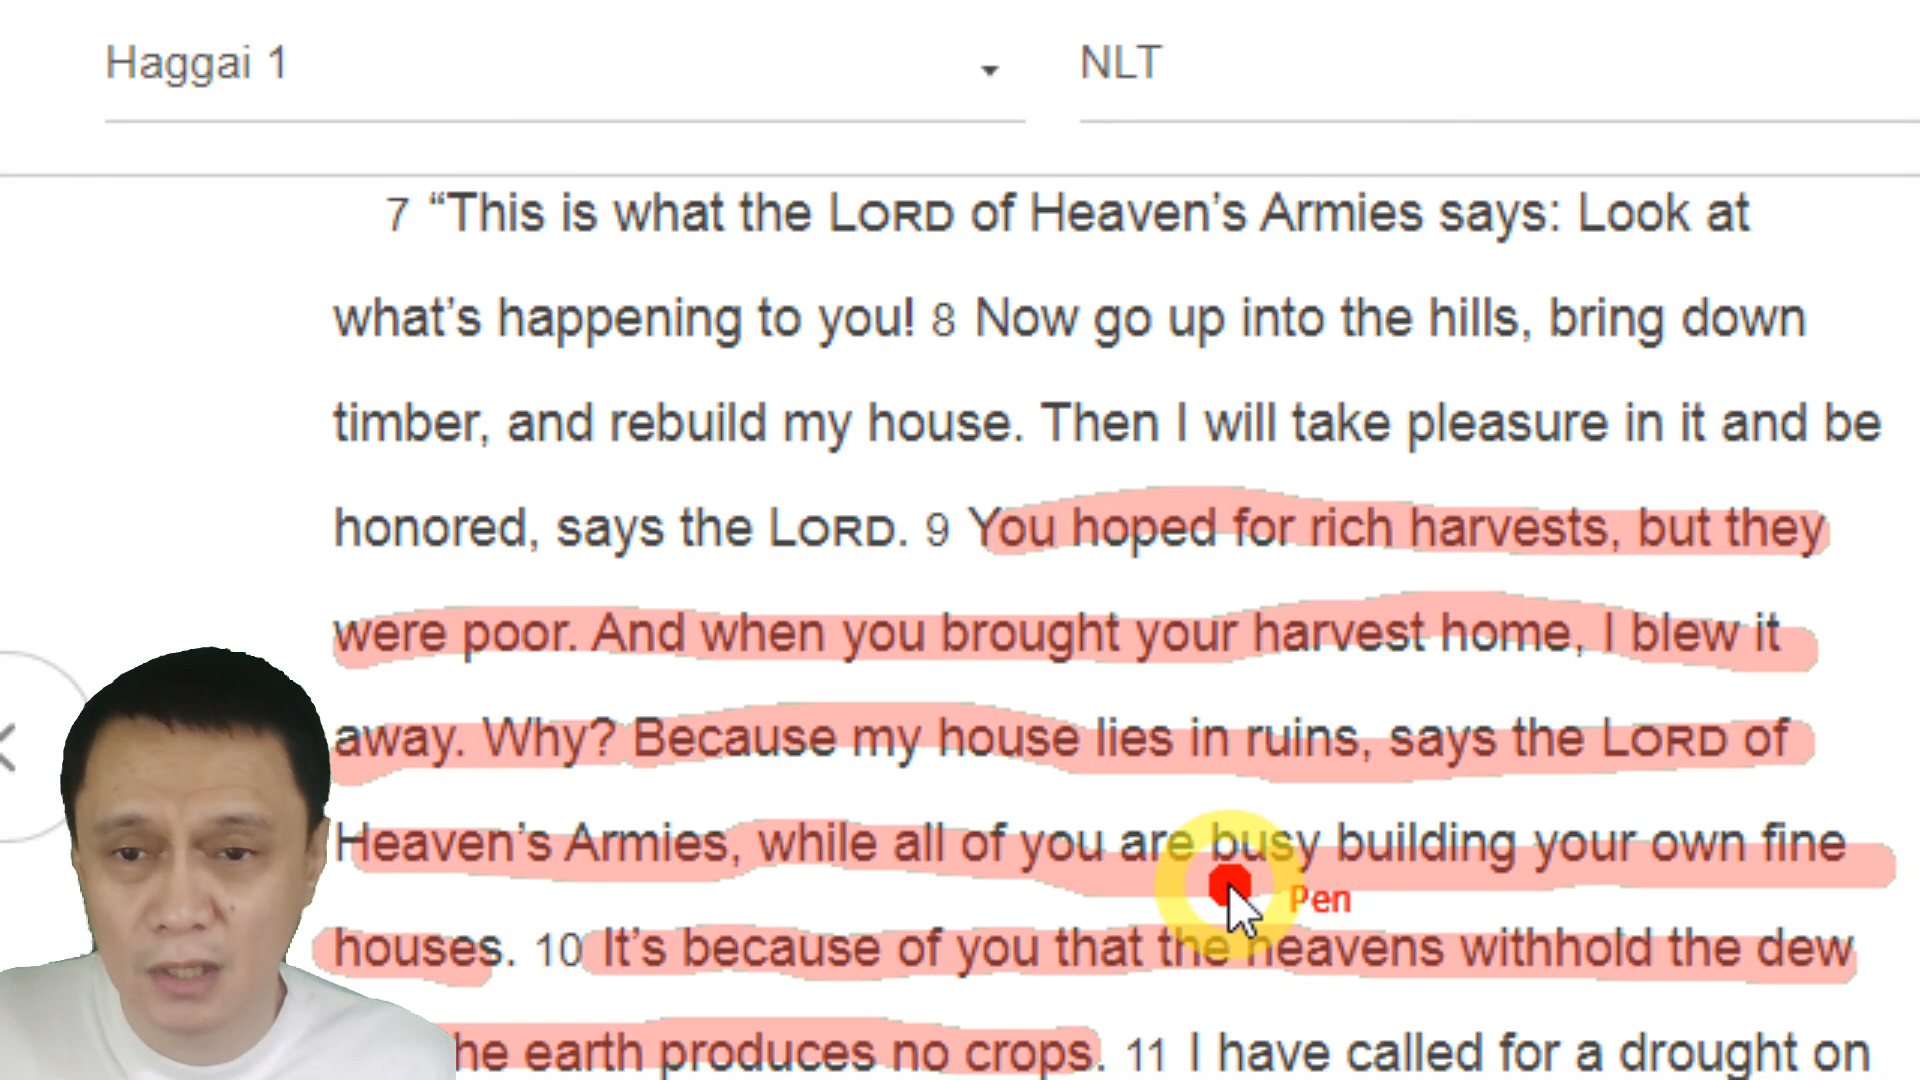 Haggai 1
NLT
7 “This is what the LORD of Heaven’s Armies says: Look at
what’s happening to you! 8 Now go up into the hills, bring down
timber, and rebuild my house. Then I will take pleasure in it and be
honored, says the LORD. 9 You hoped for rich harvests, but they
were poor. And when you brought your harvest home, I blew it
away. Why? Because my house lies in ruins, says the LORD of
Heaven’s Armies, while all of you are busy building your own fine
Pen
houses. 10 It’s because of you that the heavens withhold the dew
he earth produces no crops. 11 I have called for a drought on